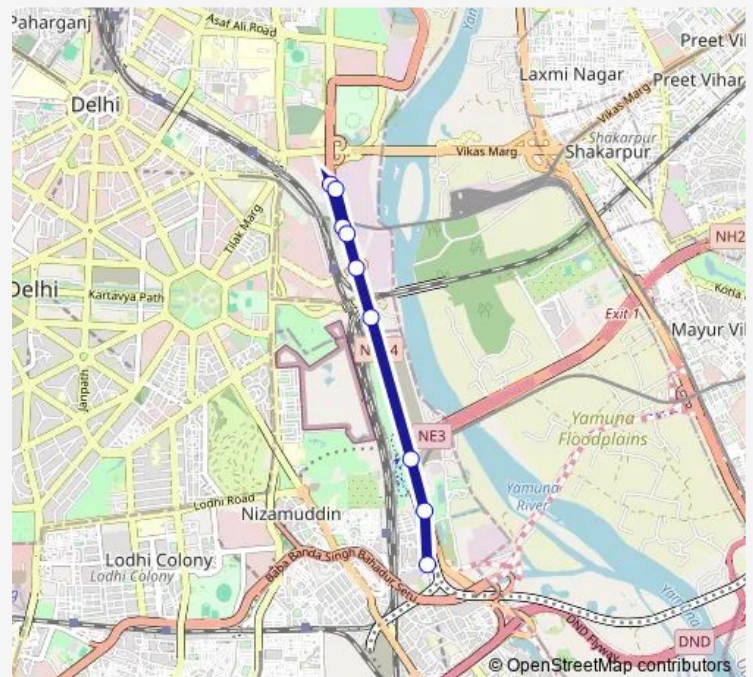 Paharganj
Asaf Ali Road
Preet Vi
Laxmi Nagar
Preet Vihar
Delhi
Vikas Marg
Shakarpur
Vikas Marg
Shakarpur
Tilak Marg
NH2
Delhi
Kartavya Path
Kona
Exit 1
Mayur Vi
Janpath
NE3
Yamuna
Floodplains
Yamuna
River
Lodhi Road
Nizamuddin
Lodhi Colony
Lodhi Colony
Baba Banda Singh Bahadur Setu
Yamuna
DND Flyway
DND
© OpenStreetMap contributors